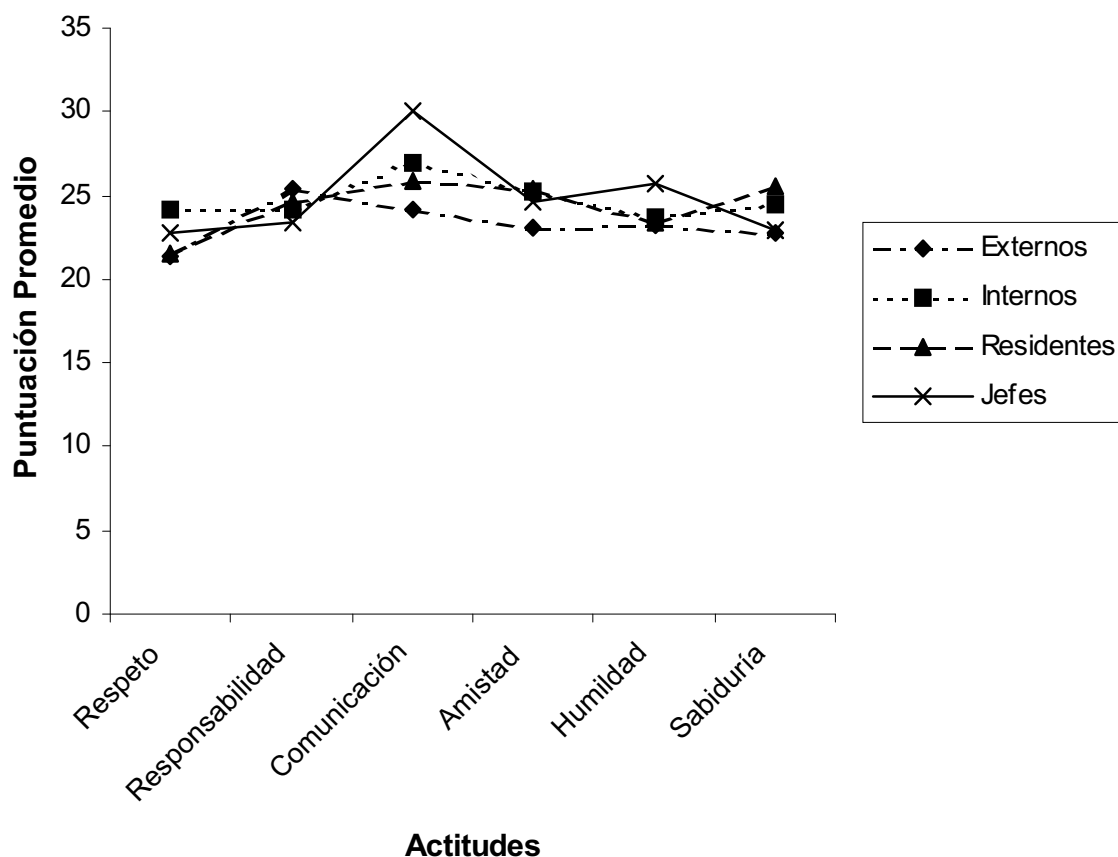 35
30
25
20
15
10
5
0
Puntuación Promedio
Respeto
Responsabilidad
Comunicación
Amistad
Humildad
Sabiduría
Actitudes
Externos
Internos
Residentes
Jefes